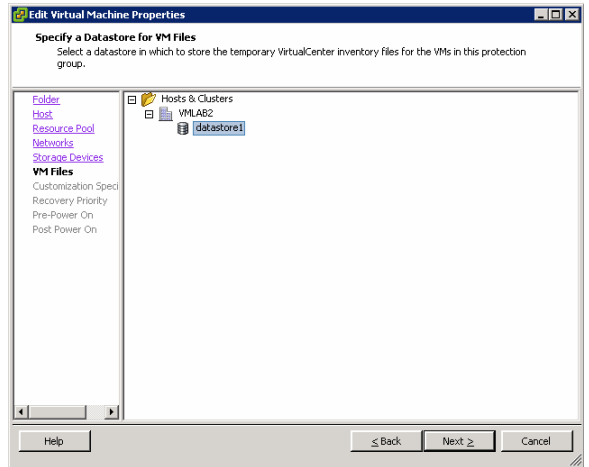 Edit Virtual Machine Properties
Specify a Datastore for VM Files
Select a datastore in which to store the temporary VirtualCenter inventory files for the VMs in this protection
group.
Folder
Host
Resource Pool
Networks
Storage Devices
VM Files
Customization Speci
Recovery Priority
Pre-Power On
Post Power On
Hosts & Clusters
VMLAB2
datastore1
Help
< Back
Next >
Cancel